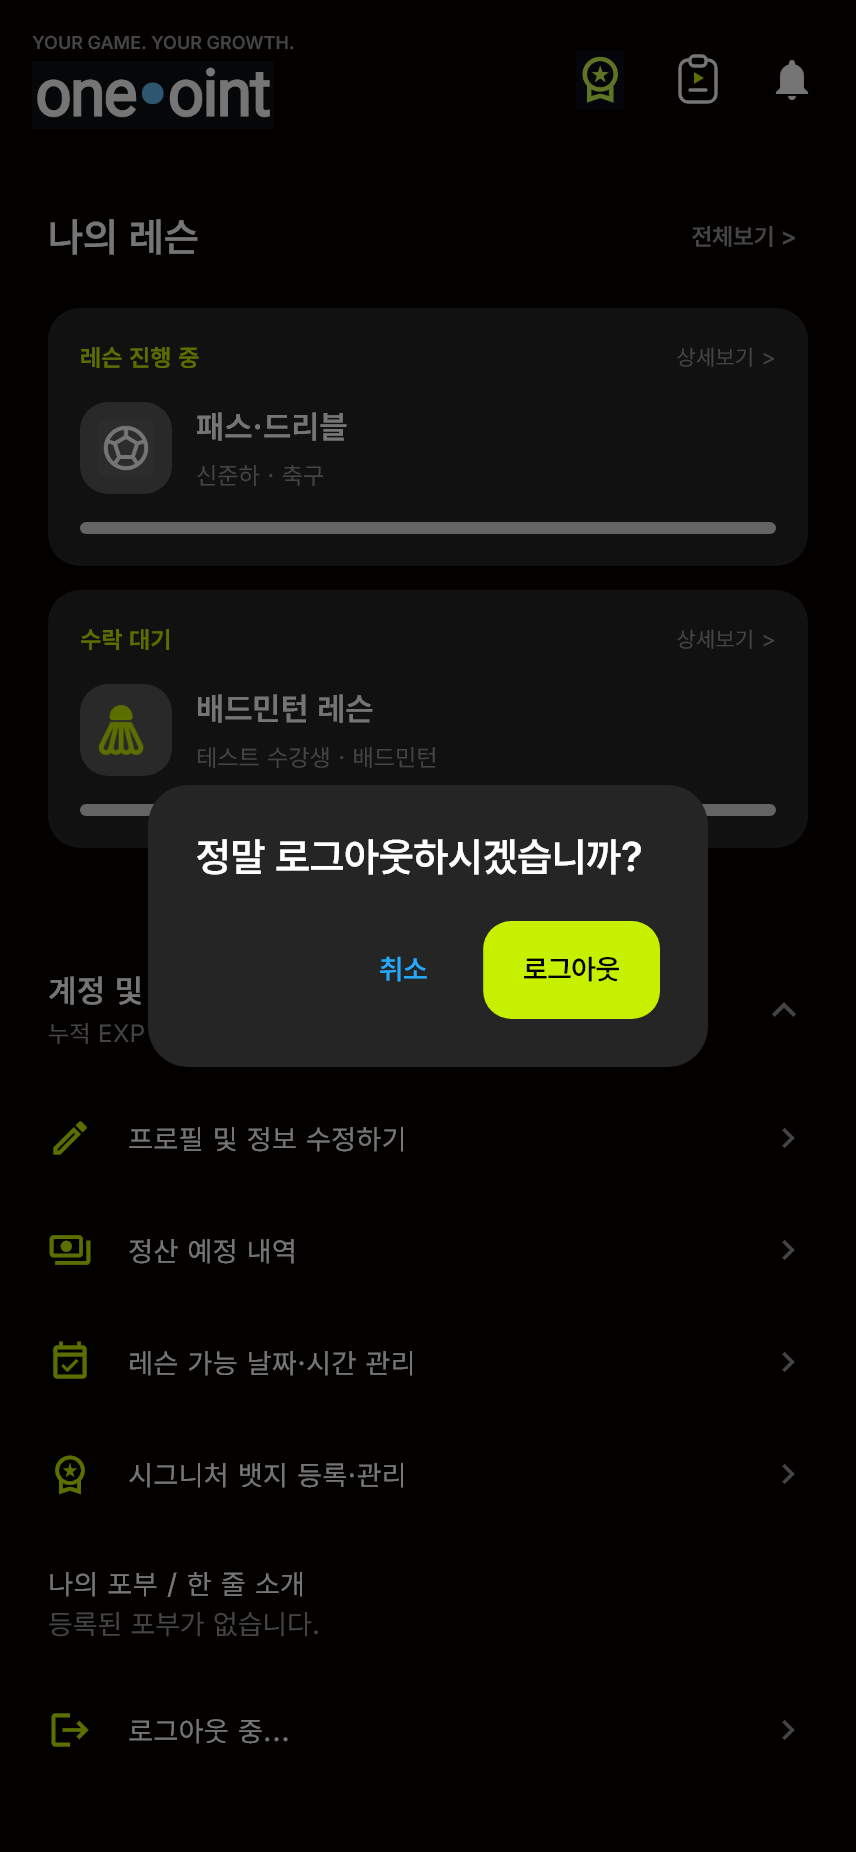 YOUR GAME. YOUR GROWTH.
one•oint
나의 레슨
전체보기 >
레슨 진행 중
상세보기 >
패스·드리블
신준하 · 축구
수락 대기
상세보기 >
배드민턴 레슨
테스트 수강생 · 배드민턴
정말 로그아웃하시겠습니까?
취소
로그아웃
계정 및
누적 EXP
프로필 및 정보 수정하기
정산 예정 내역
레슨 가능 날짜·시간 관리
시그니처 뱃지 등록·관리
나의 포부 / 한 줄 소개
등록된 포부가 없습니다.
로그아웃 중...